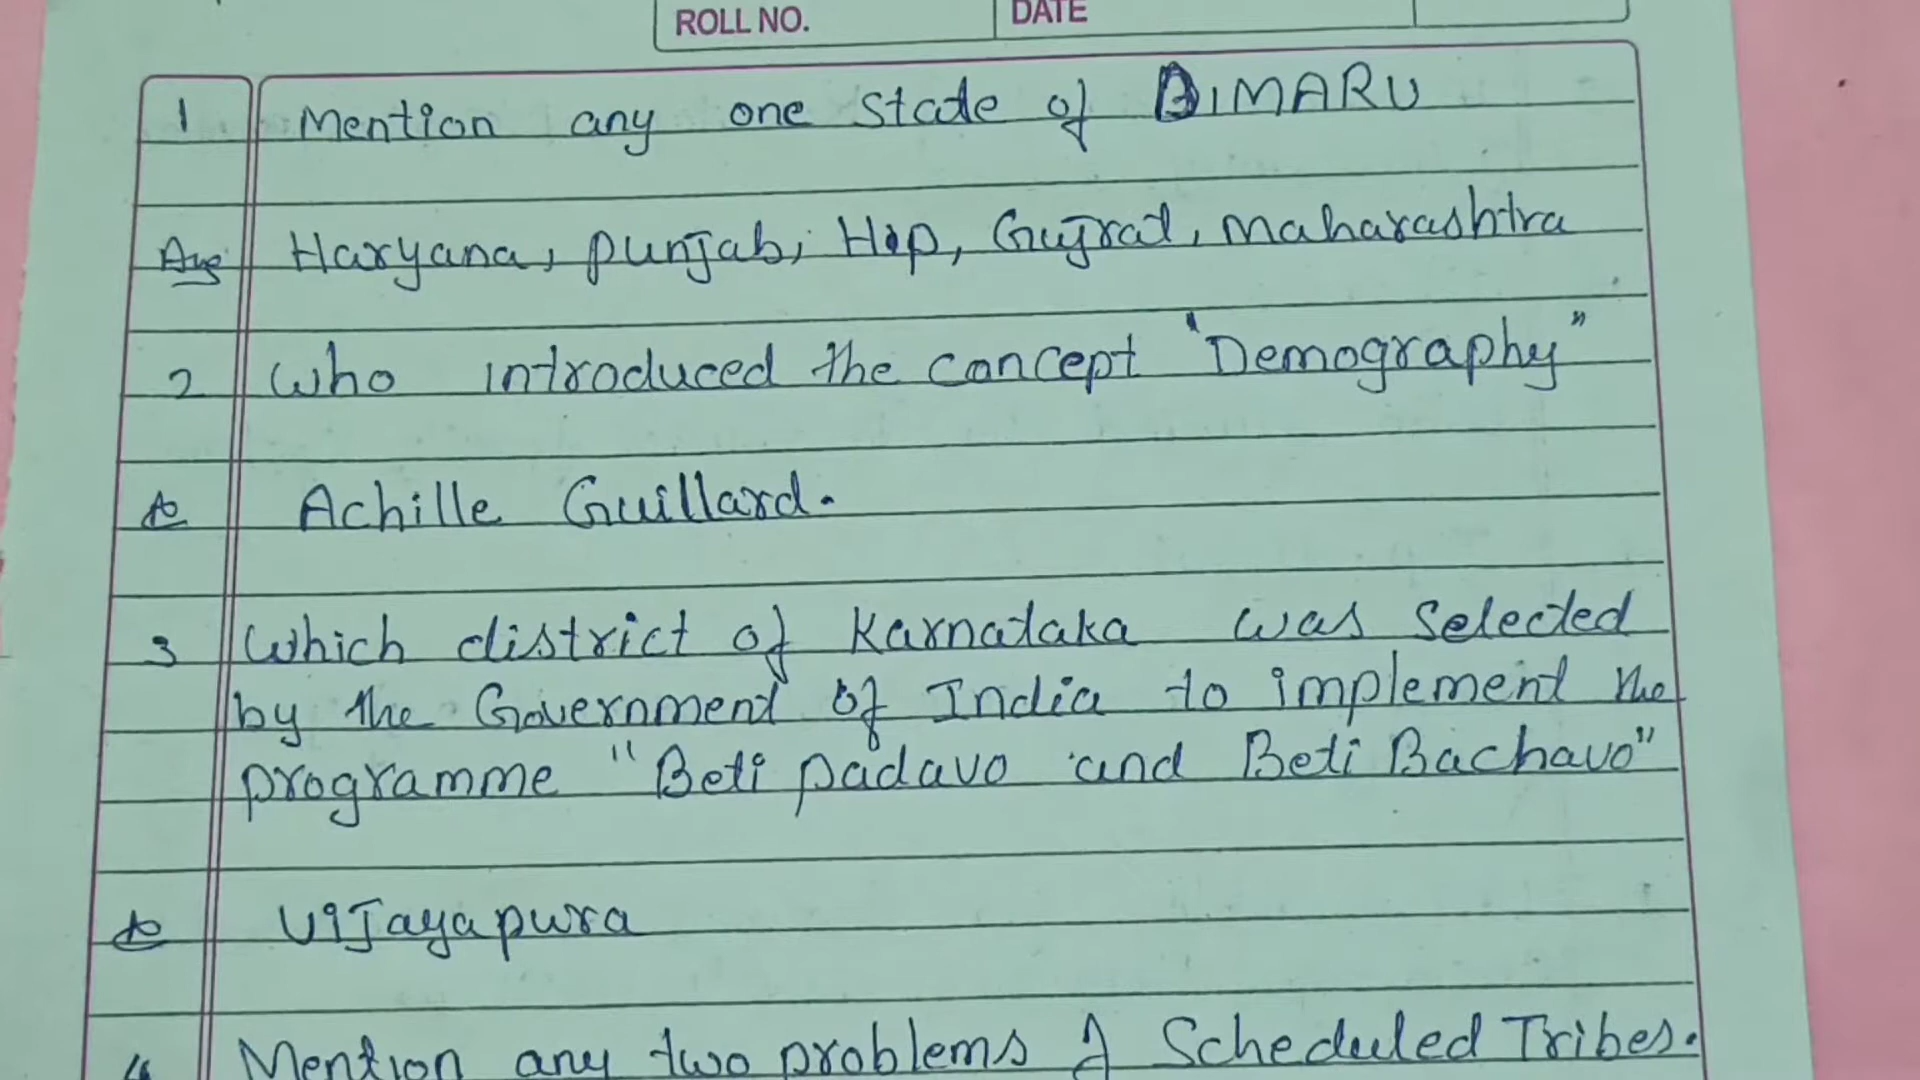 ROLL NO. DATE
1 Mention any one state of BIMARU
Ans Haryana, punjab, H.p, Gujrat, Maharashtra
2 Who introduced the concept "Demography"
Achille Guillard.
3 Which district of Karnataka was selected
by the Government of India to implement the
programme "Beti padavo and Beti Bachavo"
Vijayapura
4 Mention any two problems of Scheduled Tribes.